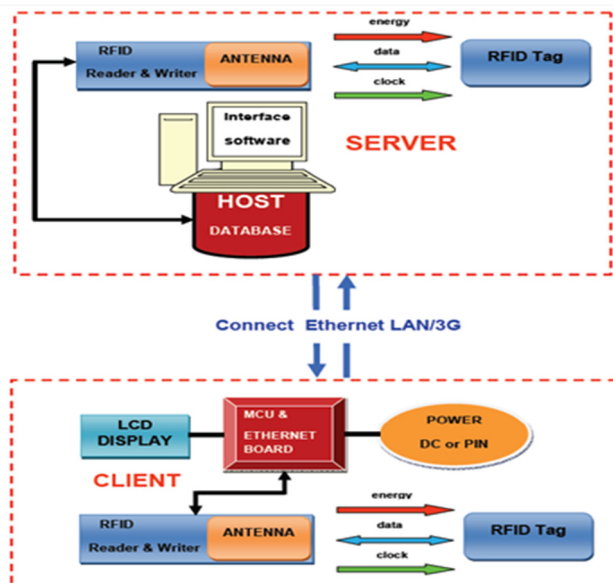 energy
RFID
Reader & Writer
ANTENNA
data
RFID Tag
clock
Interface
software
SERVER
HOST
DATABASE
Connect Ethernet LAN/3G
LCD
DISPLAY
MCU &
ETHERNET
BOARD
POWER
DC or PIN
CLIENT
energy
RFID
Reader & Writer
ANTENNA
data
RFID Tag
clock